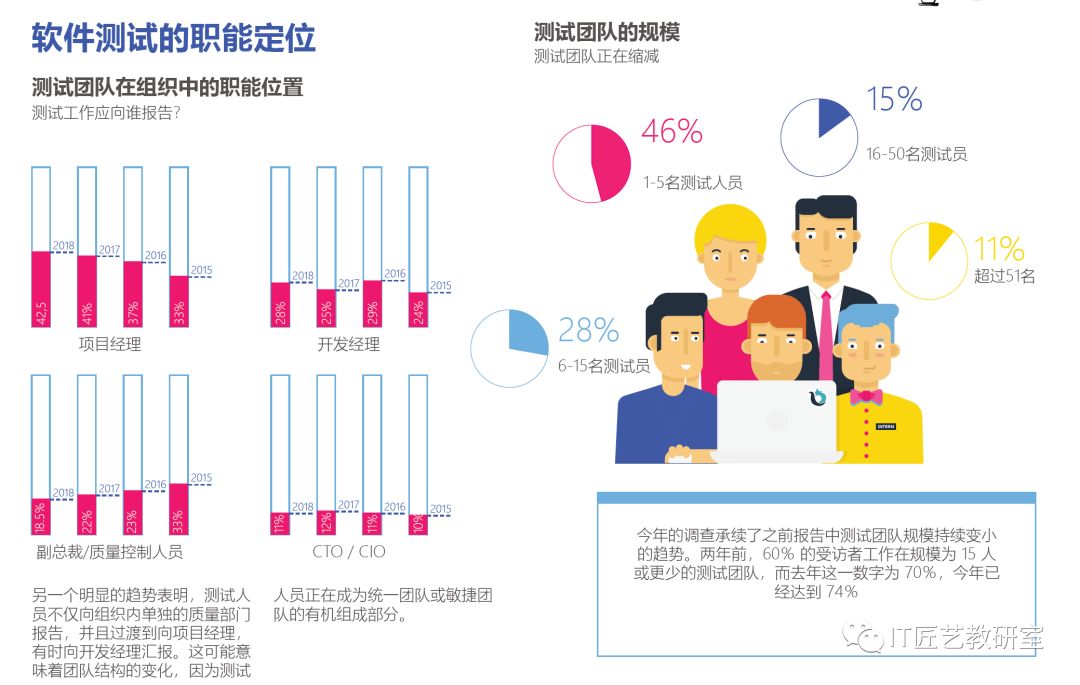 软件测试的职能定位
测试团队在组织中的职能位置
测试工作应向谁报告?
2018
2017
2016
2015
42,5
41%
37%
33%
项目经理
2018
2017
2016
2015
28%
25%
29%
24%
开发经理
2018
2017
2016
2015
18.5%
22%
23%
33%
副总裁/质量控制人员
2018
2017
2016
2015
11%
12%
11%
10%
CTO / CIO
另一个明显的趋势表明，测试人
员不仅向组织内单独的质量部门
报告，并且过渡到向项目经理，
有时向开发经理汇报。这可能意
味着团队结构的变化，因为测试
人员正在成为统一团队或敏捷团
队的有机组成部分。
测试团队的规模
测试团队正在缩减
46%
1-5名测试人员
15%
16-50名测试员
11%
超过51名
28%
6-15名测试员
INTERN
今年的调查承续了之前报告中测试团队规模持续变小
的趋势。两年前，60% 的受访者工作在规模为 15 人
或更少的测试团队，而去年这一数字为 70%，今年已
经达到 74%
IT匠艺教研室